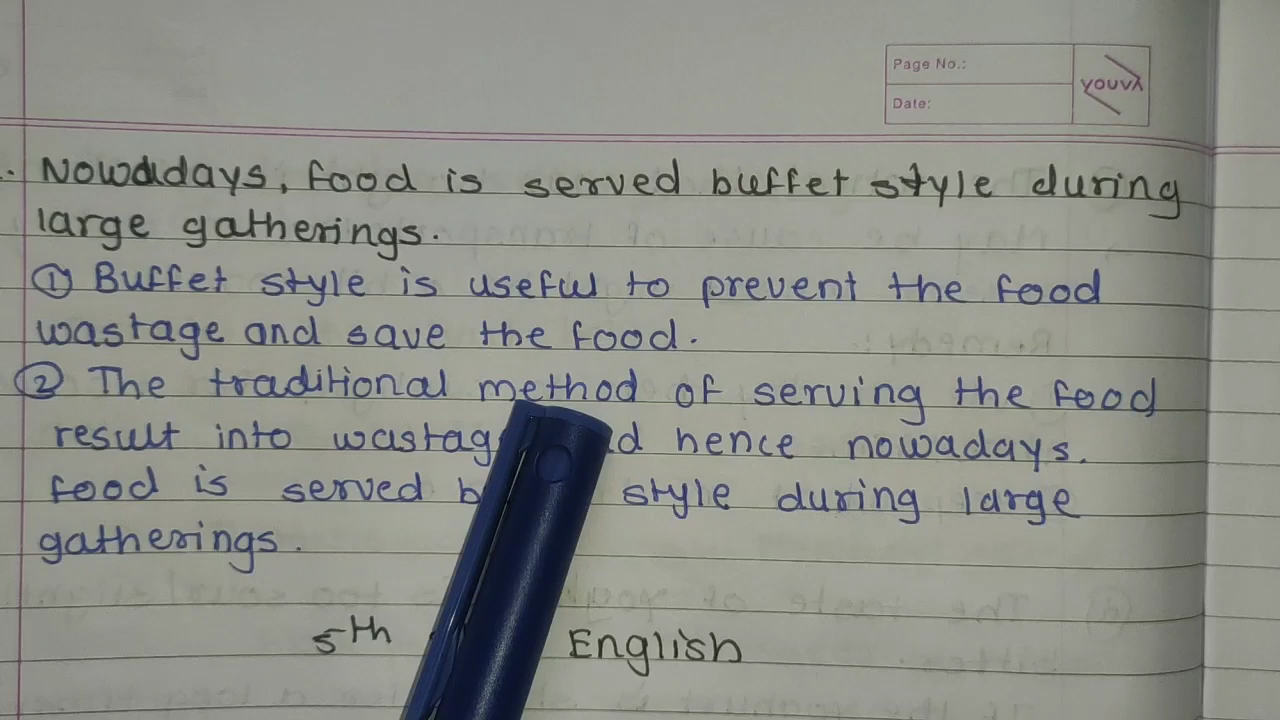 Page No.:
Date:
YOUVA
. Nowadays, food is served buffet style during
large gatherings.
① Buffet style is useful to prevent the food
wastage and save the food.
② The traditional method of serving the food
result into wastag d hence nowadays.
food is served b style during large
gatherings.
5th English